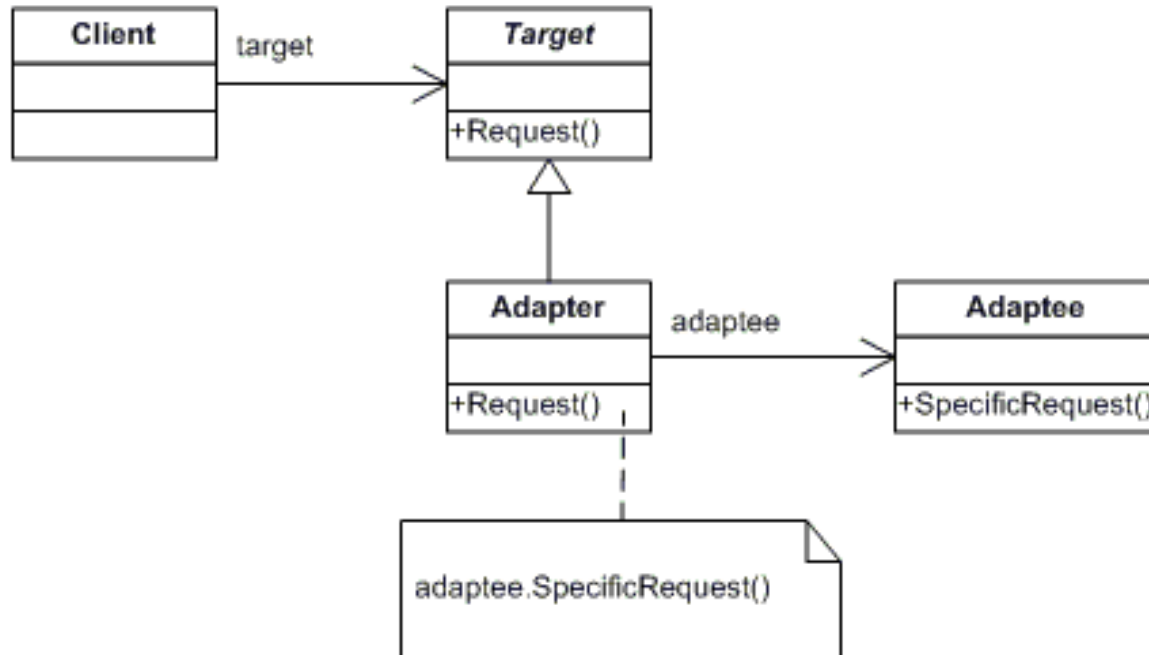 Client
target
Target
+Request()
Adapter
adaptee
Adaptee
+Request()
+SpecificRequest()
adaptee.SpecificRequest()